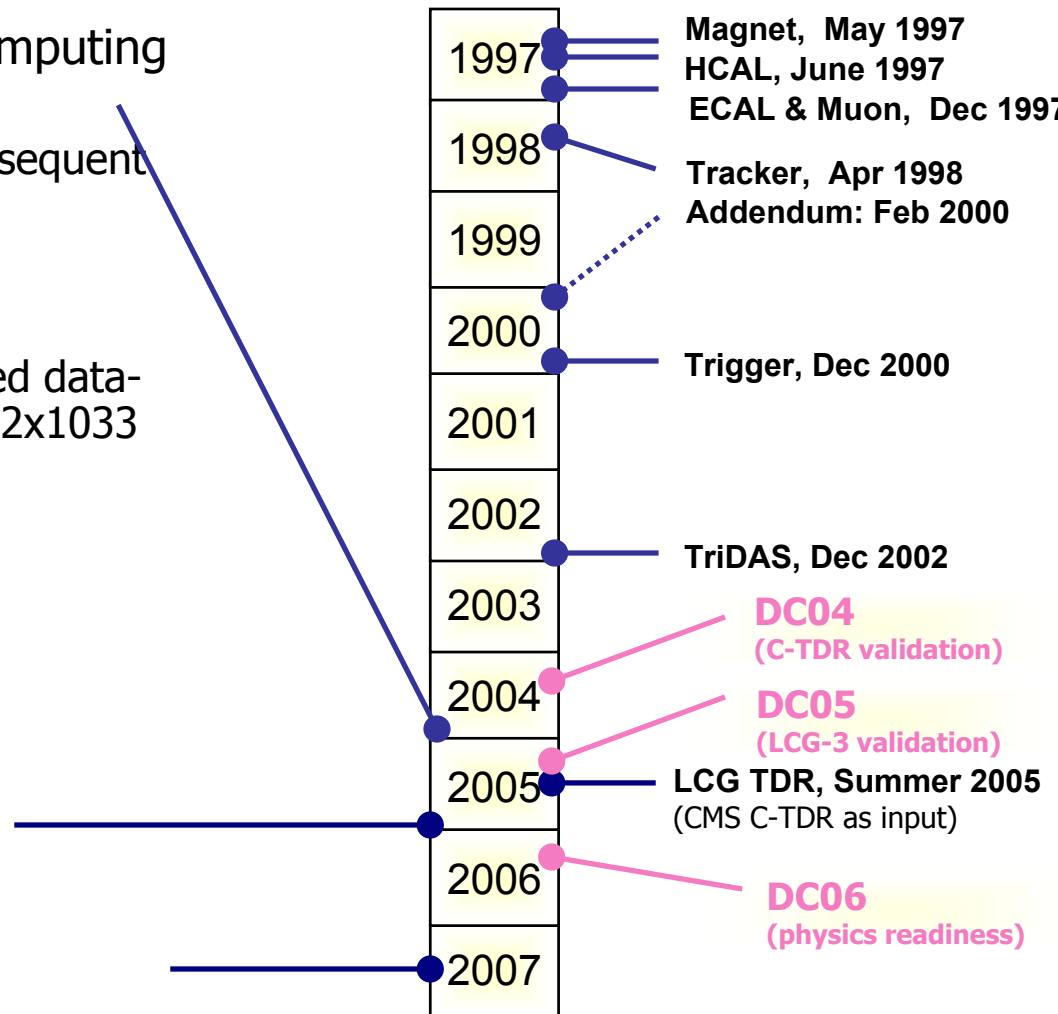 mputing
sequent
ed data-
2x1033
1997
1998
1999
2000
2001
2002
2003
2004
2005
2006
2007
Magnet, May 1997
HCAL, June 1997
ECAL & Muon, Dec 1997
Tracker, Apr 1998
Addendum: Feb 2000
Trigger, Dec 2000
TriDAS, Dec 2002
DC04
(C-TDR validation)
DC05
(LCG-3 validation)
LCG TDR, Summer 2005
(CMS C-TDR as input)
DC06
(physics readiness)